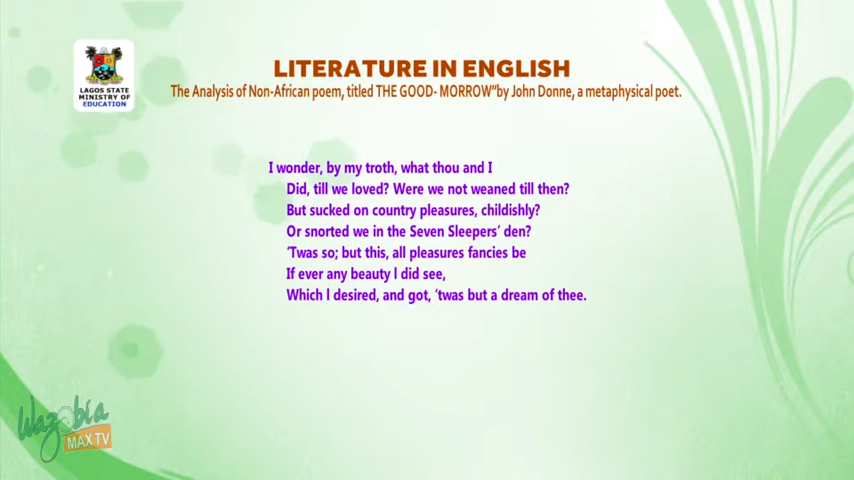 LAGOS STATE
MINISTRY OF
EDUCATION
LITERATURE IN ENGLISH
The Analysis of Non-African poem, titled THE GOOD- MORROW"by John Donne, a metaphysical poet.
I wonder, by my troth, what thou and I
Did, till we loved? Were we not weaned till then?
But sucked on country pleasures, childishly?
Or snorted we in the Seven Sleepers' den?
'Twas so; but this, all pleasures fancies be
If ever any beauty I did see,
Which I desired, and got, 'twas but a dream of thee.
Wazobia
MAX TV